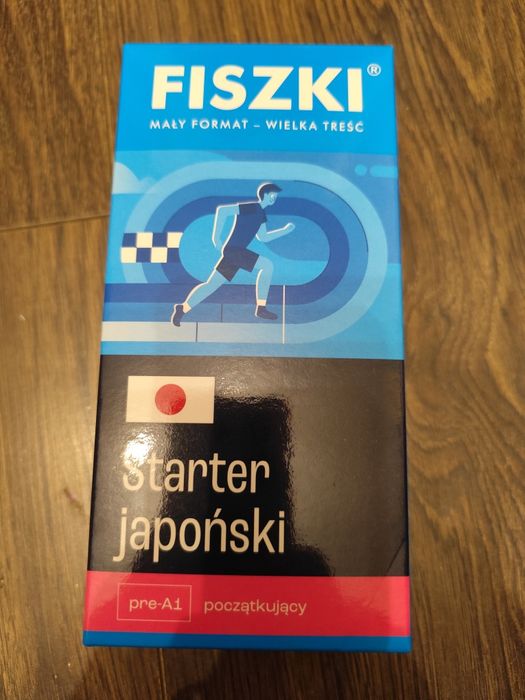 FISZKI®
MAŁY FORMAT – WIELKA TREŚĆ
starter
japoński
pre-A1 początkujący